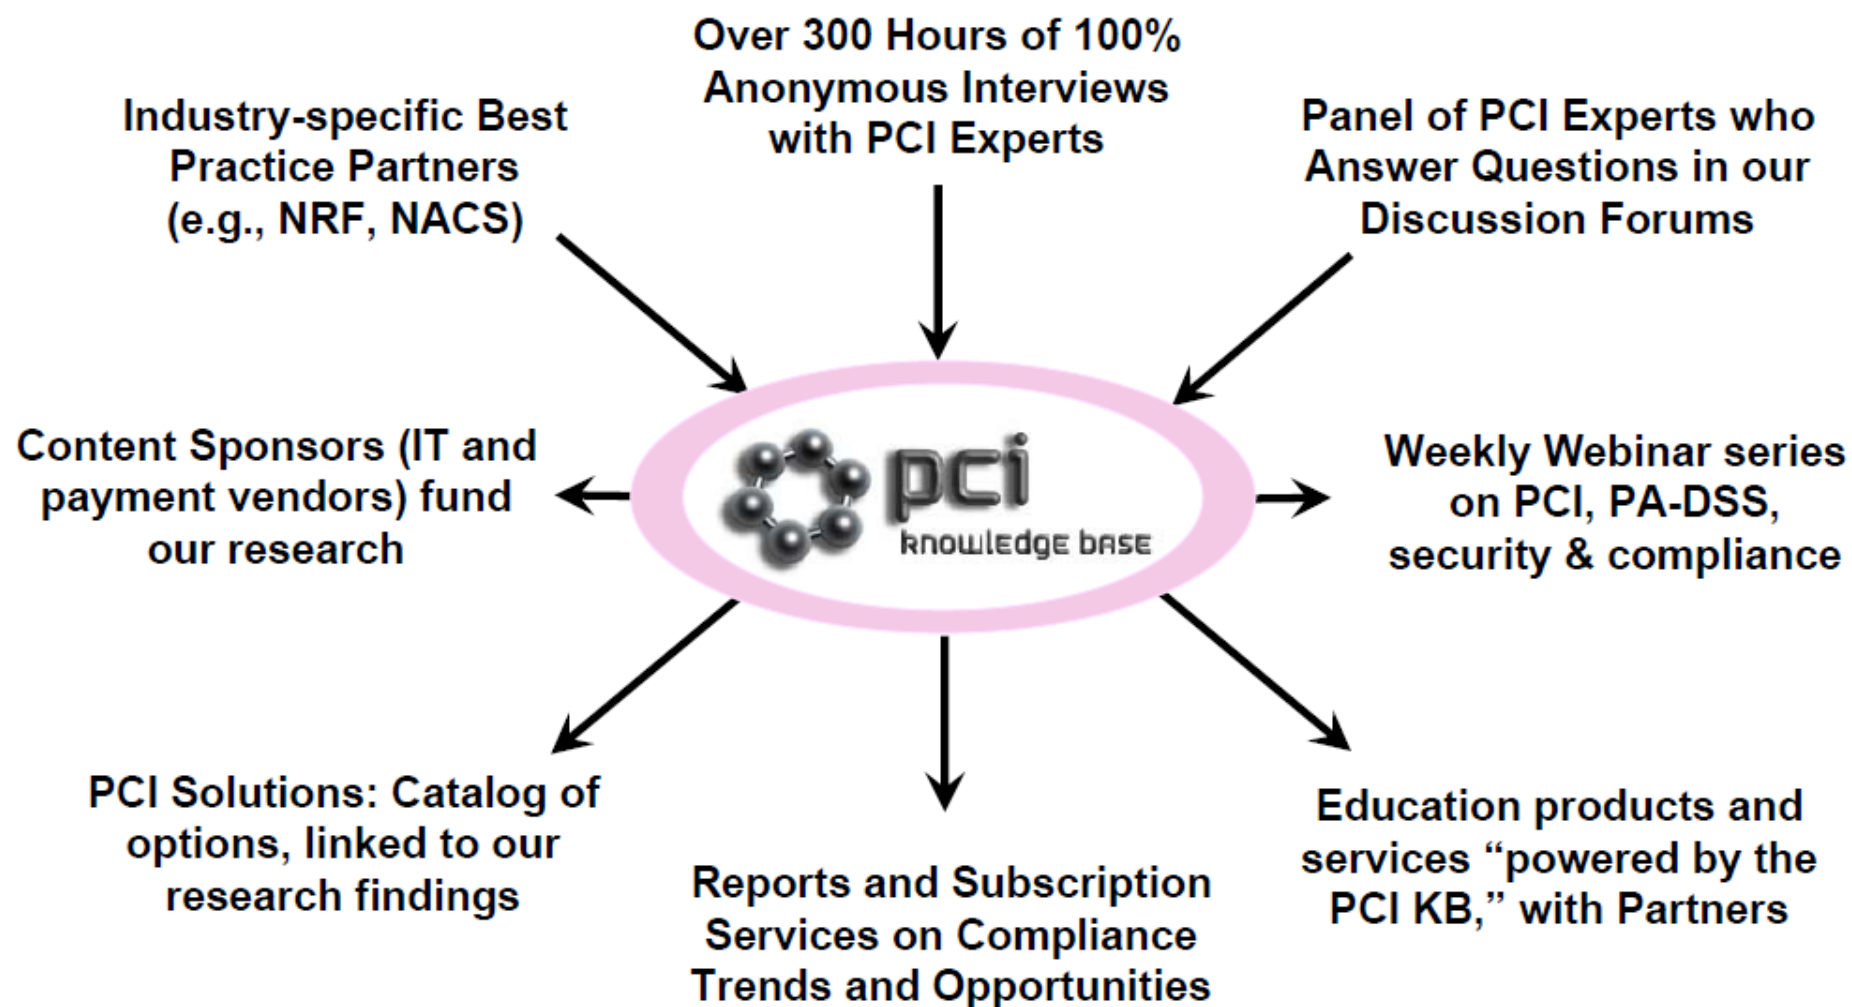 Over 300 Hours of 100%
Anonymous Interviews
with PCI Experts
Industry-specific Best
Practice Partners
(e.g., NRF, NACS)
Panel of PCI Experts who
Answer Questions in our
Discussion Forums
Content Sponsors (IT and
payment vendors) fund
our research
pci
knowledge base
Weekly Webinar series
on PCI, PA-DSS,
security & compliance
PCI Solutions: Catalog of
options, linked to our
research findings
Reports and Subscription
Services on Compliance
Trends and Opportunities
Education products and
services “powered by the
PCI KB,” with Partners